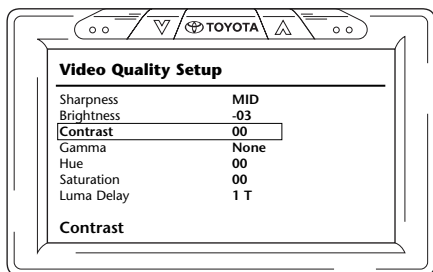 TOYOTA
Video Quality Setup
Sharpness MID
Brightness -03
Contrast 00
Gamma None
Hue 00
Saturation 00
Luma Delay 1 T
Contrast